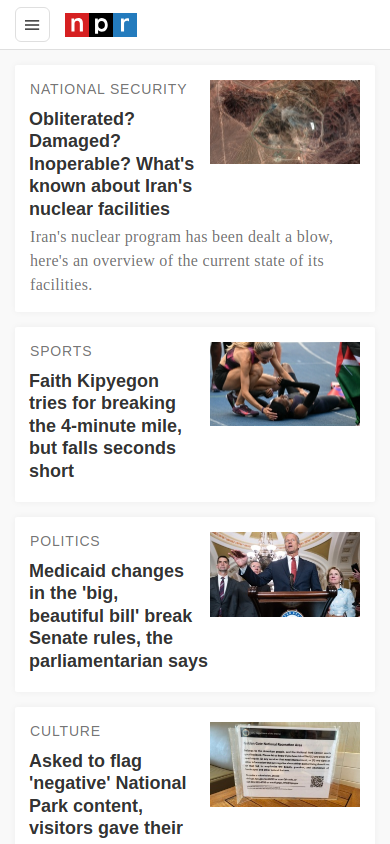 npr
NATIONAL SECURITY
Obliterated?
Damaged?
Inoperable? What's
known about Iran's
nuclear facilities
Iran's nuclear program has been dealt a blow,
here's an overview of the current state of its
facilities.
SPORTS
Faith Kipyegon
tries for breaking
the 4-minute mile,
but falls seconds
short
POLITICS
Medicaid changes
in the 'big,
beautiful bill' break
Senate rules, the
parliamentarian says
CULTURE
Asked to flag
'negative' National
Park content,
visitors gave their